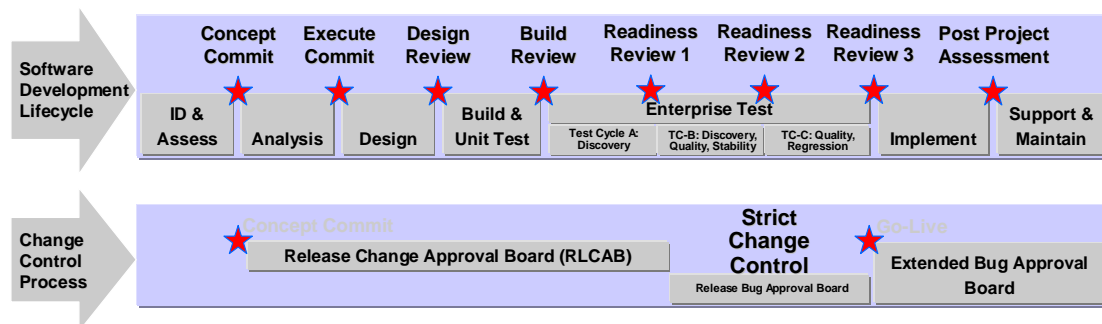 Concept
Commit
Execute
Commit
Design
Review
Build
Review
Readiness
Review 1
Readiness
Review 2
Readiness
Review 3
Post Project
Assessment
Software
Development
Lifecycle
ID &
Assess
Analysis
Design
Build &
Unit Test
Enterprise Test
Test Cycle A:
Discovery
TC-B: Discovery,
Quality, Stability
TC-C: Quality,
Regression
Implement
Support &
Maintain
Change
Control
Process
Concept Commit
Release Change Approval Board (RLCAB)
Strict
Change
Control
Release Bug Approval Board
Go-Live
Extended Bug Approval
Board